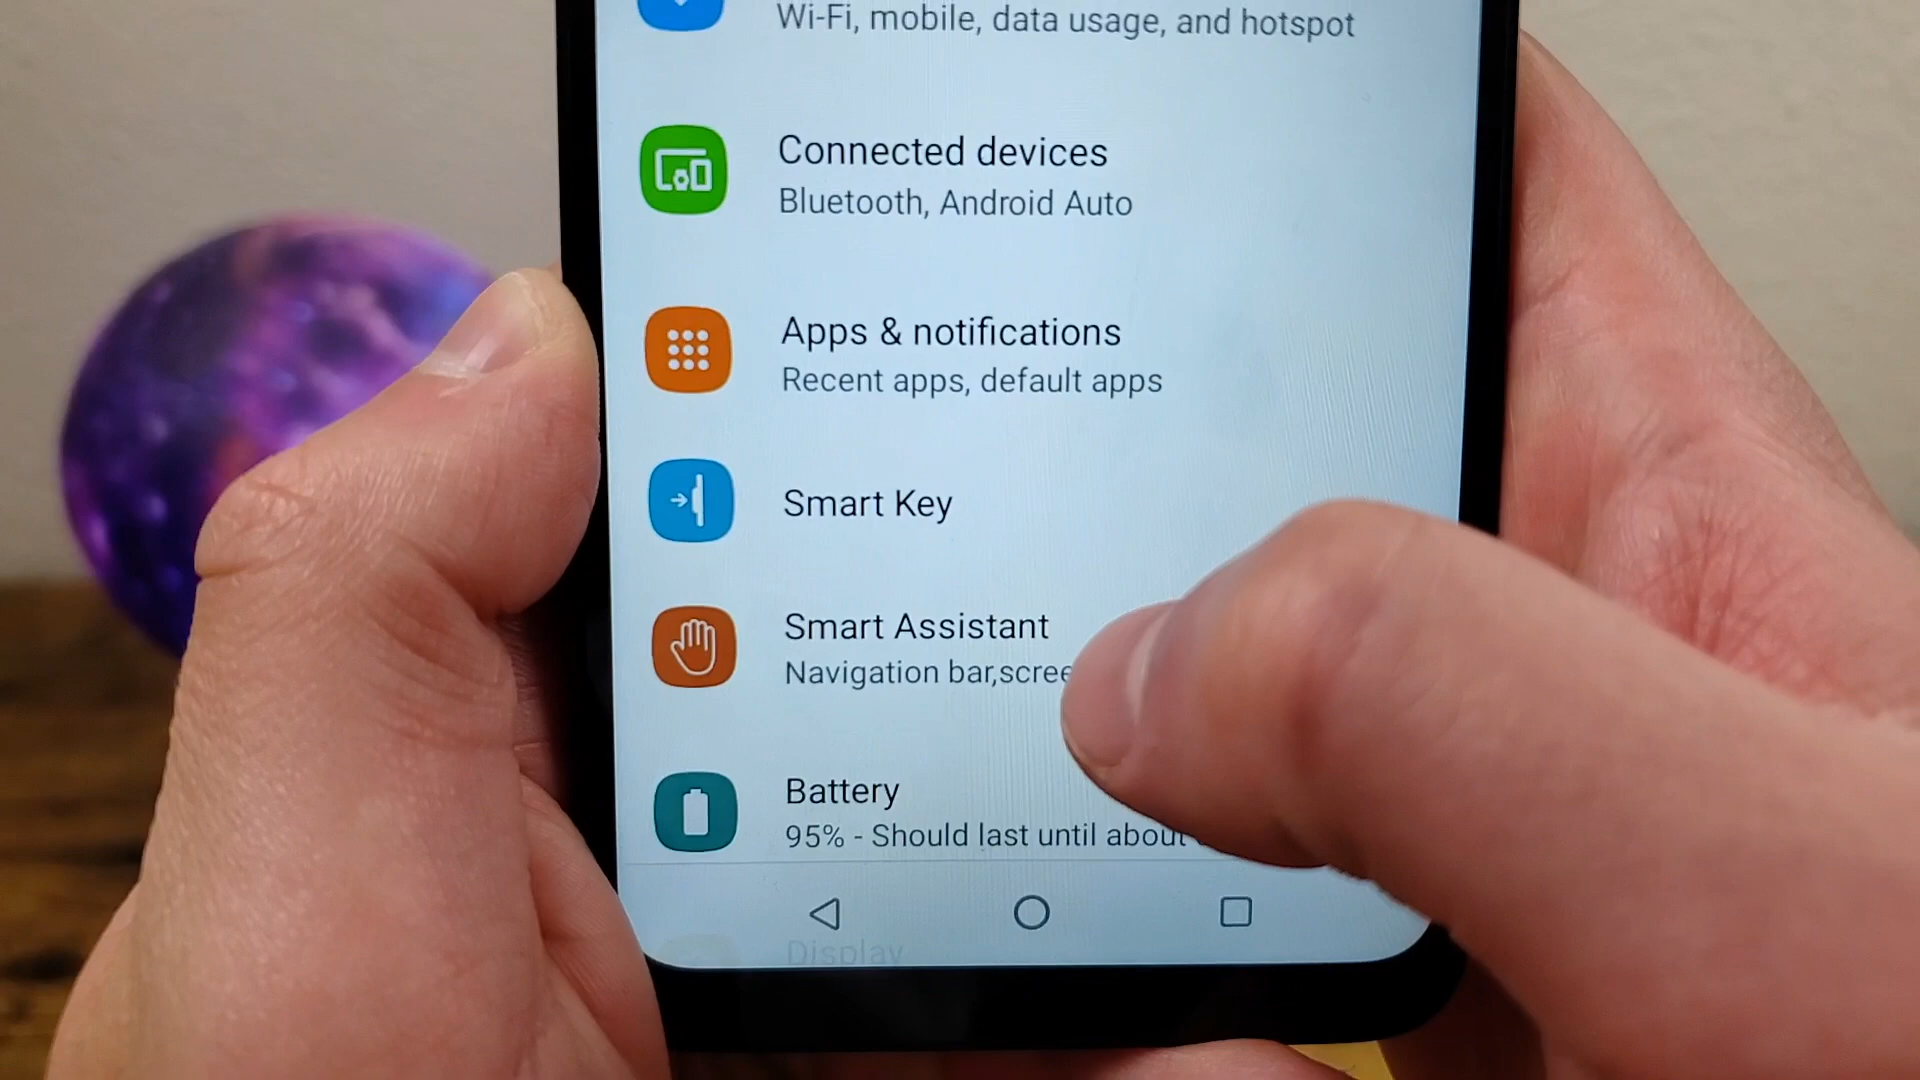 Wi-Fi, mobile, data usage, and hotspot
Connected devices
Bluetooth, Android Auto
Apps & notifications
Recent apps, default apps
Smart Key
Smart Assistant
Navigation bar,scree
Battery
95% - Should last until about
Display